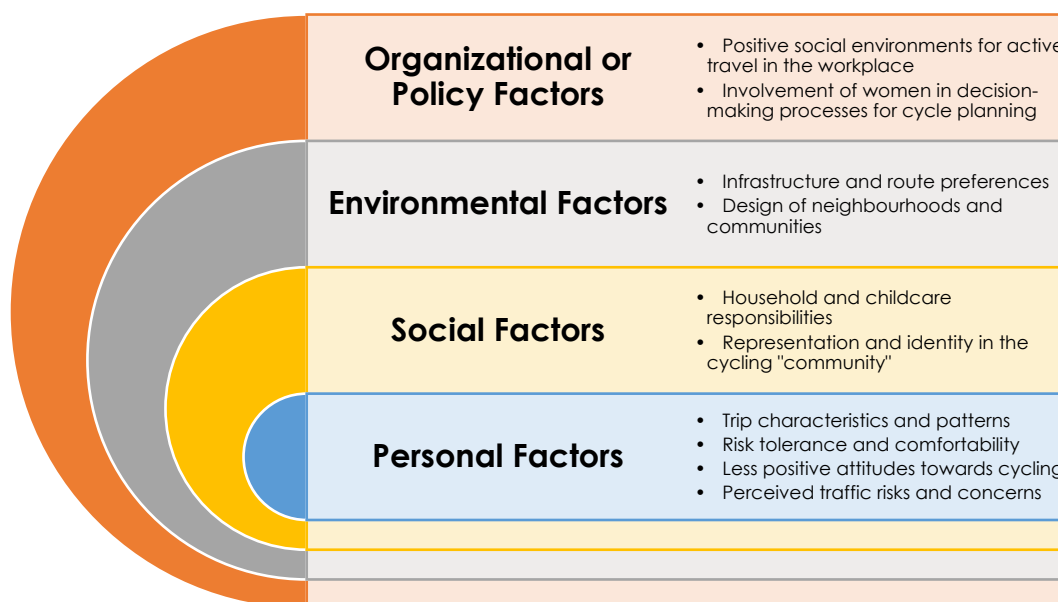 Organizational or
Policy Factors
• Positive social environments for active
travel in the workplace
• Involvement of women in decision-
making processes for cycle planning
Environmental Factors
• Infrastructure and route preferences
• Design of neighbourhoods and
communities
Social Factors
• Household and childcare
responsibilities
• Representation and identity in the
cycling "community"
Personal Factors
• Trip characteristics and patterns
• Risk tolerance and comfortability
• Less positive attitudes towards cycling
• Perceived traffic risks and concerns